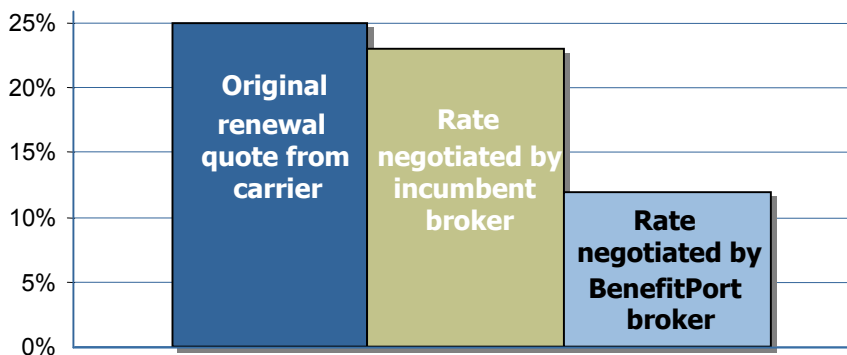 25%
20%
15%
10%
5%
0%
Original
renewal
quote from
carrier
Rate
negotiated by
incumbent
broker
Rate
negotiated by
BenefitPort
broker